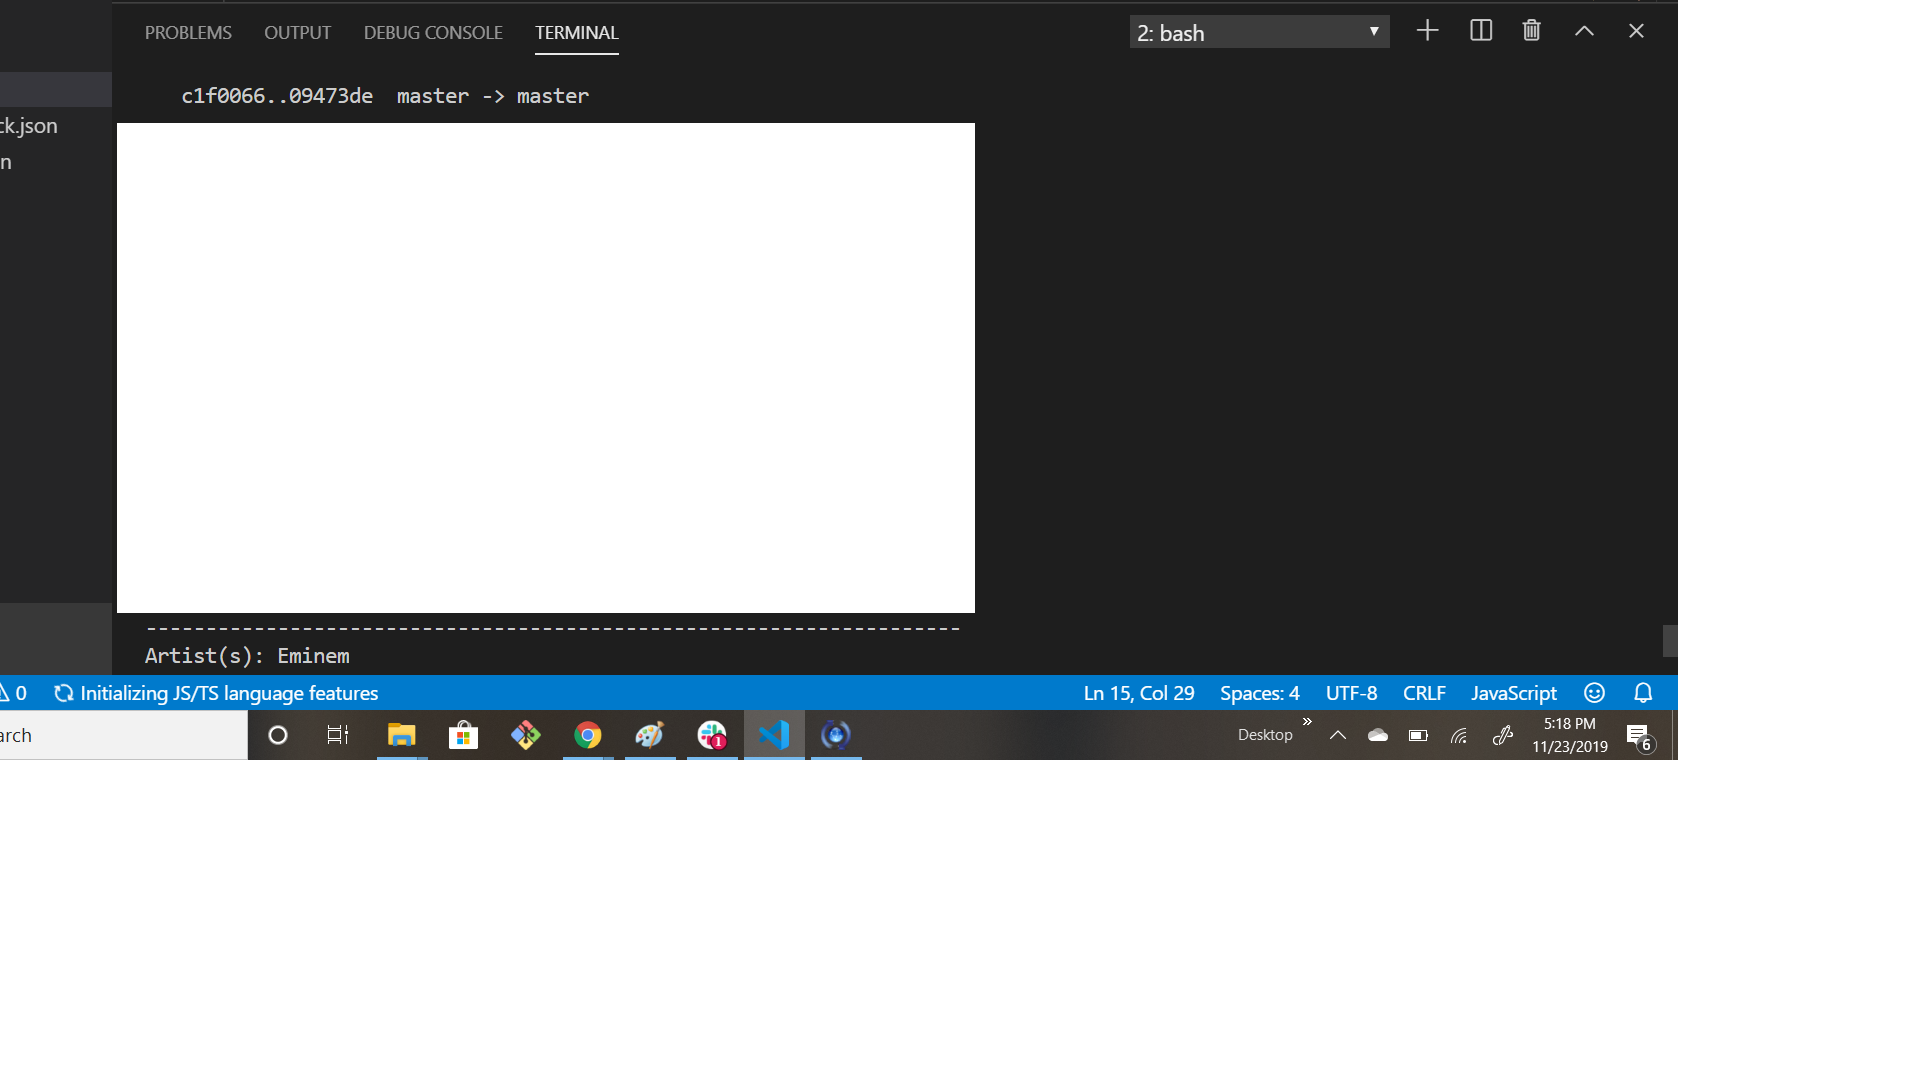 PROBLEMS OUTPUT DEBUG CONSOLE TERMINAL 2: bash
c1f0066..09473de  master -> master
ck.json
n
--------------------------------------------------------------------
Artist(s): Eminem
0 Initializing JS/TS language features Ln 15, Col 29 Spaces: 4 UTF-8 CRLF JavaScript
arch 1 Desktop » 5:18 PM
11/23/2019 6